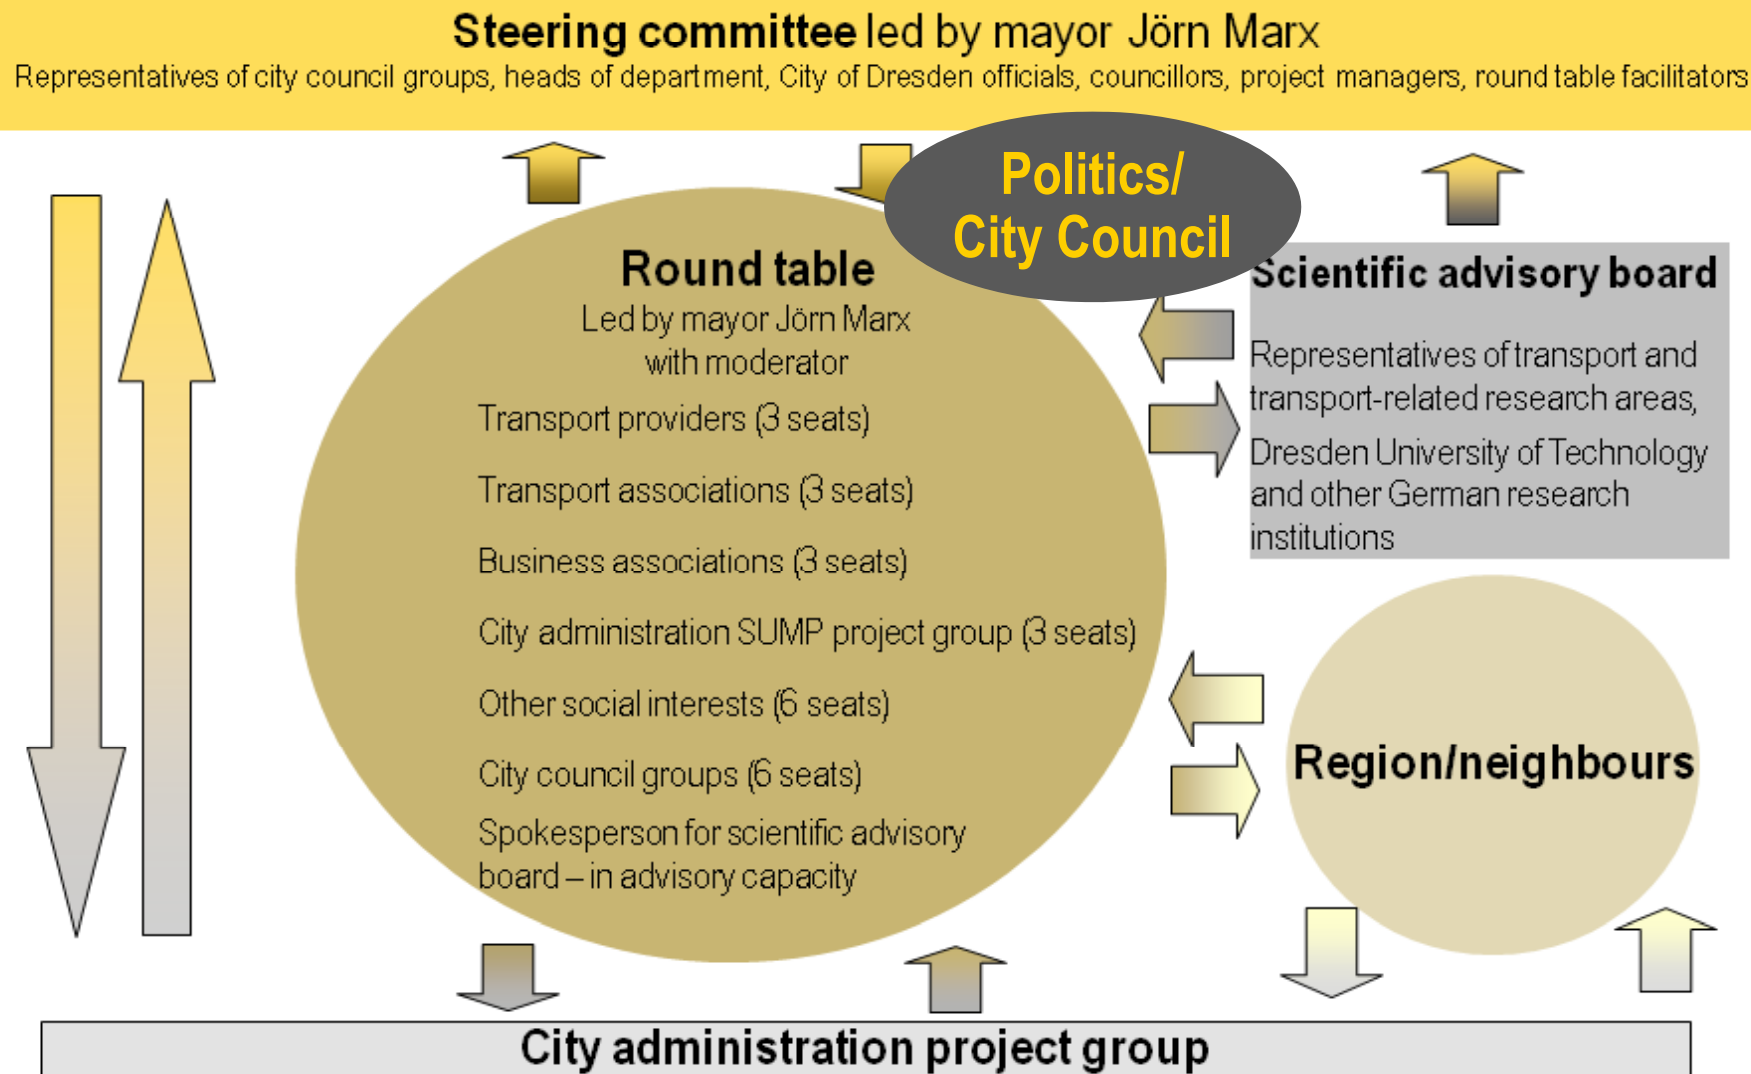 Steering committee led by mayor Jörn Marx
Representatives of city council groups, heads of department, City of Dresden officials, councillors, project managers, round table facilitators
Politics/
City Council
Round table
Led by mayor Jörn Marx
with moderator
Transport providers (3 seats)
Transport associations (3 seats)
Business associations (3 seats)
City administration SUMP project group (3 seats)
Other social interests (6 seats)
City council groups (6 seats)
Spokesperson for scientific advisory
board – in advisory capacity
Scientific advisory board
Representatives of transport and
transport-related research areas,
Dresden University of Technology
and other German research
institutions
Region/neighbours
City administration project group